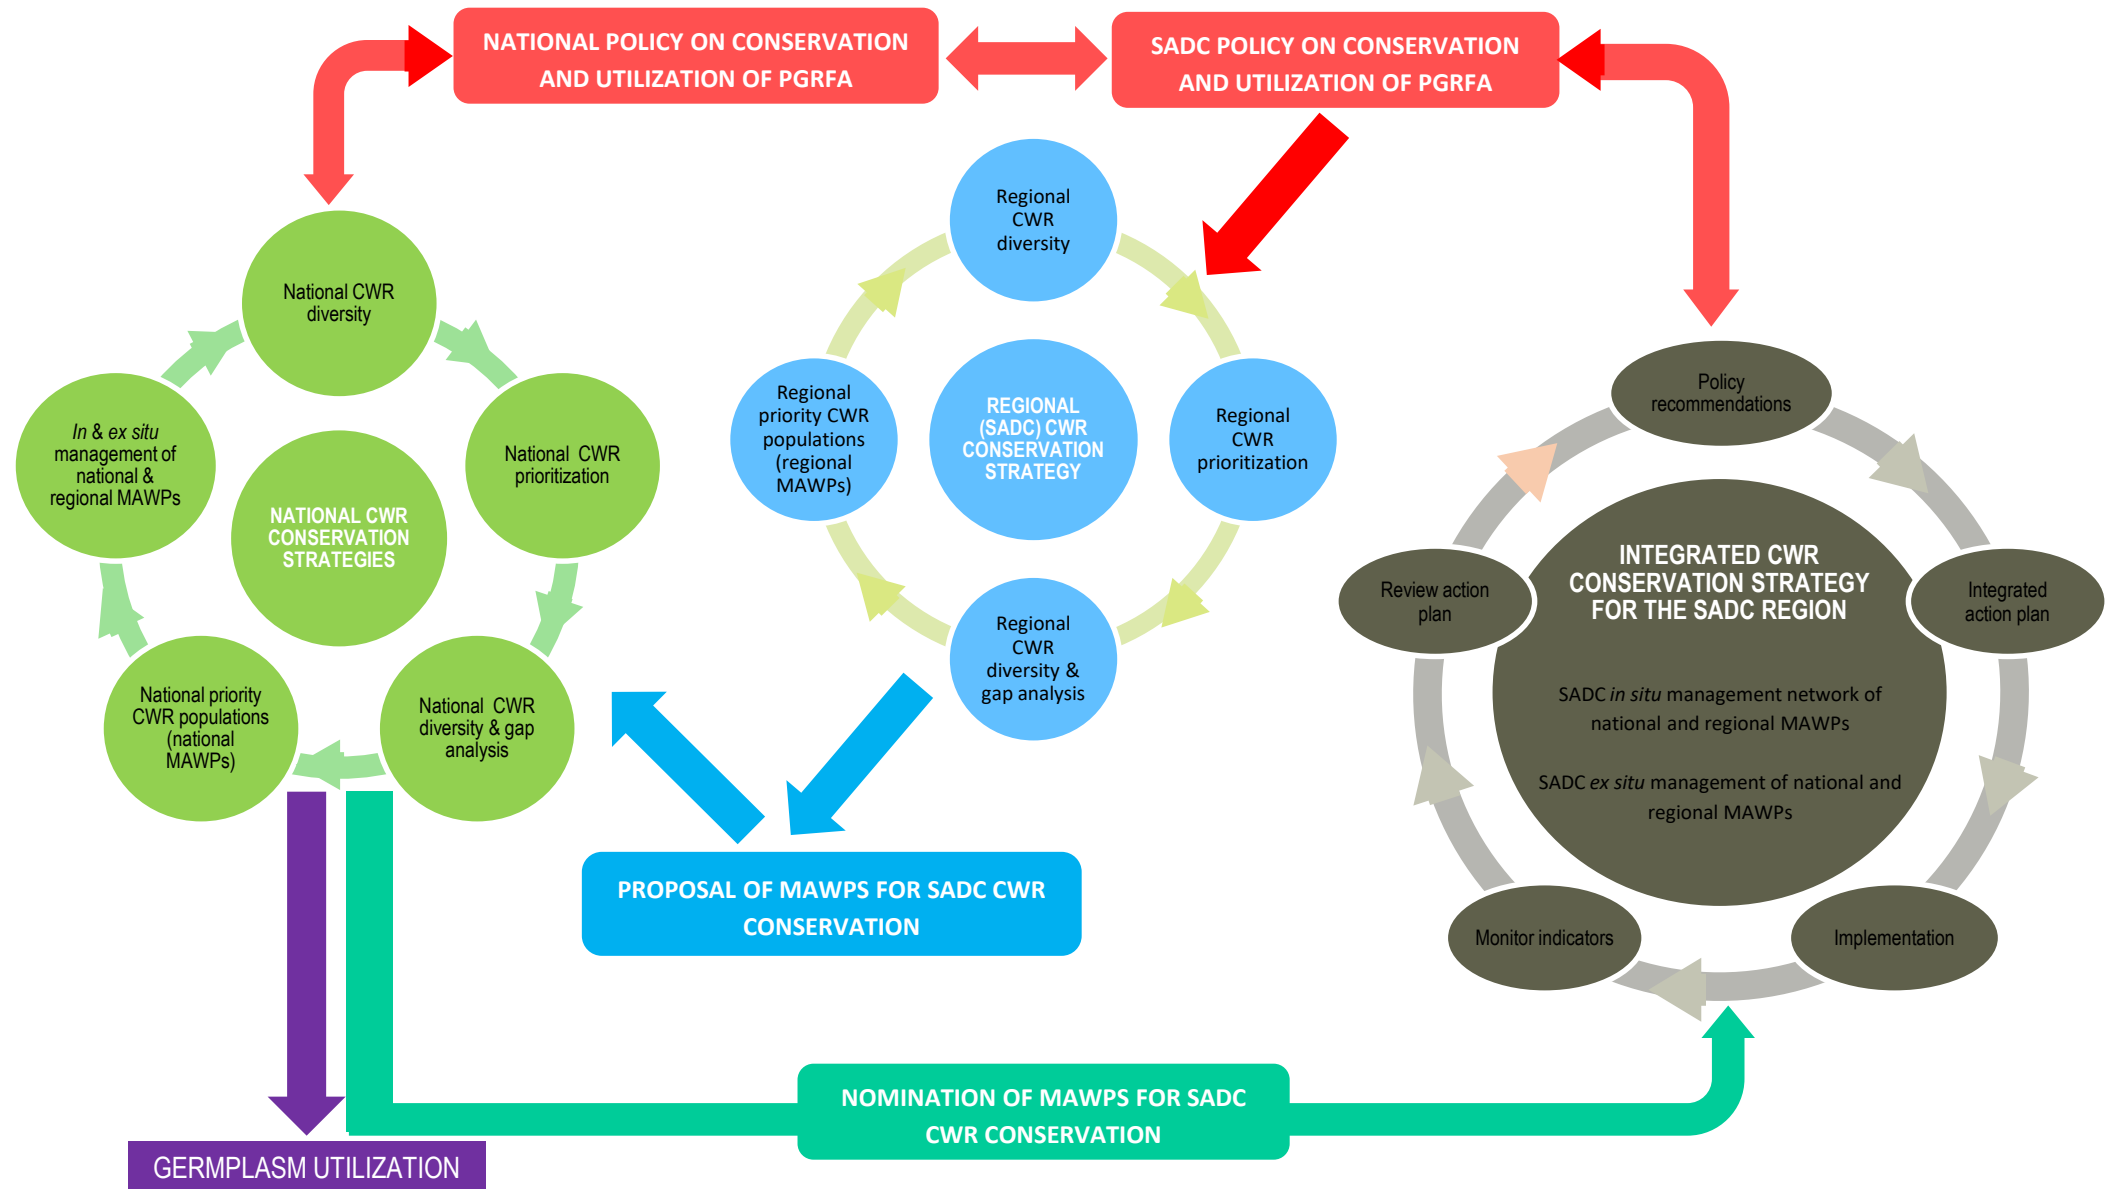 NATIONAL POLICY ON CONSERVATION
AND UTILIZATION OF PGRFA
SADC POLICY ON CONSERVATION
AND UTILIZATION OF PGRFA
National CWR
diversity
National CWR
prioritization
National CWR
diversity & gap
analysis
National priority
CWR populations
(national
MAWPs)
In & ex situ
management of
national &
regional MAWPs
NATIONAL CWR
CONSERVATION
STRATEGIES
Regional
CWR
diversity
Regional
CWR
prioritization
Regional
CWR
diversity &
gap analysis
Regional
priority CWR
populations
(regional
MAWPs)
REGIONAL
(SADC) CWR
CONSERVATION
STRATEGY
Policy
recommendations
Integrated
action plan
Implementation
Monitor indicators
Review action
plan
INTEGRATED CWR
CONSERVATION STRATEGY
FOR THE SADC REGION
SADC in situ management network of
national and regional MAWPs
SADC ex situ management of national and
regional MAWPs
PROPOSAL OF MAWPS FOR SADC CWR
CONSERVATION
NOMINATION OF MAWPS FOR SADC
CWR CONSERVATION
GERMPLASM UTILIZATION